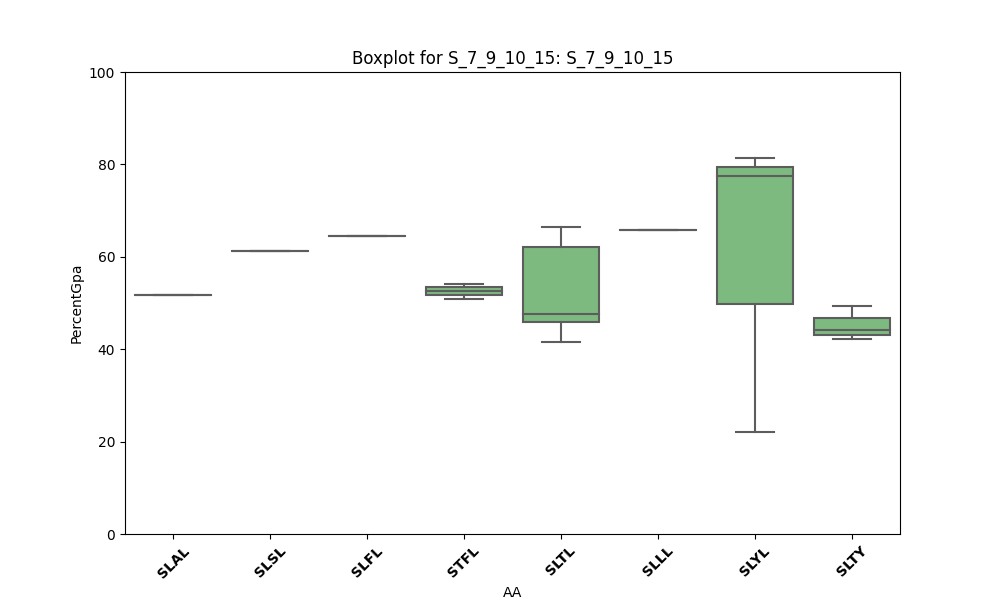 Boxplot for S_7_9_10_15: S_7_9_10_15
100
80
60
40
20
0
PercentGpa
SLAL SLSL SLFL STFL SLTL SLLL SLYL SLTY
AA